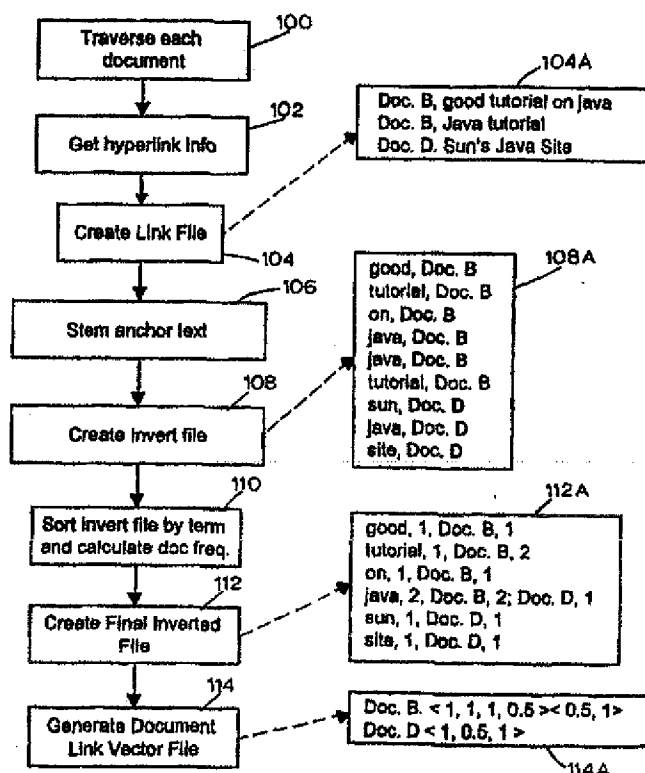 Traverse each
document
100
Get hyperlink info
102
Create Link File
104
104A
Doc. B, good tutorial on java
Doc. B, Java tutorial
Doc. D. Sun's Java Site
106
Stem anchor text
108
Create invert file
108A
good, Doc. B
tutorial, Doc. B
on, Doc. B
java, Doc. B
java, Doc. B
tutorial, Doc. B
sun, Doc. D
java, Doc. D
site, Doc. D
110
Sort invert file by term
and calculate doc freq.
112
Create Final Inverted
File
112A
good, 1, Doc. B, 1
tutorial, 1, Doc. B, 2
on, 1, Doc. B, 1
java, 2, Doc. B, 2; Doc. D, 1
sun, 1, Doc. D, 1
site, 1, Doc. D, 1
114
Generate Document
Link Vector File
Doc. B. < 1, 1, 1, 0.5 >< 0.5, 1>
Doc. D < 1, 0.5, 1 >
114A